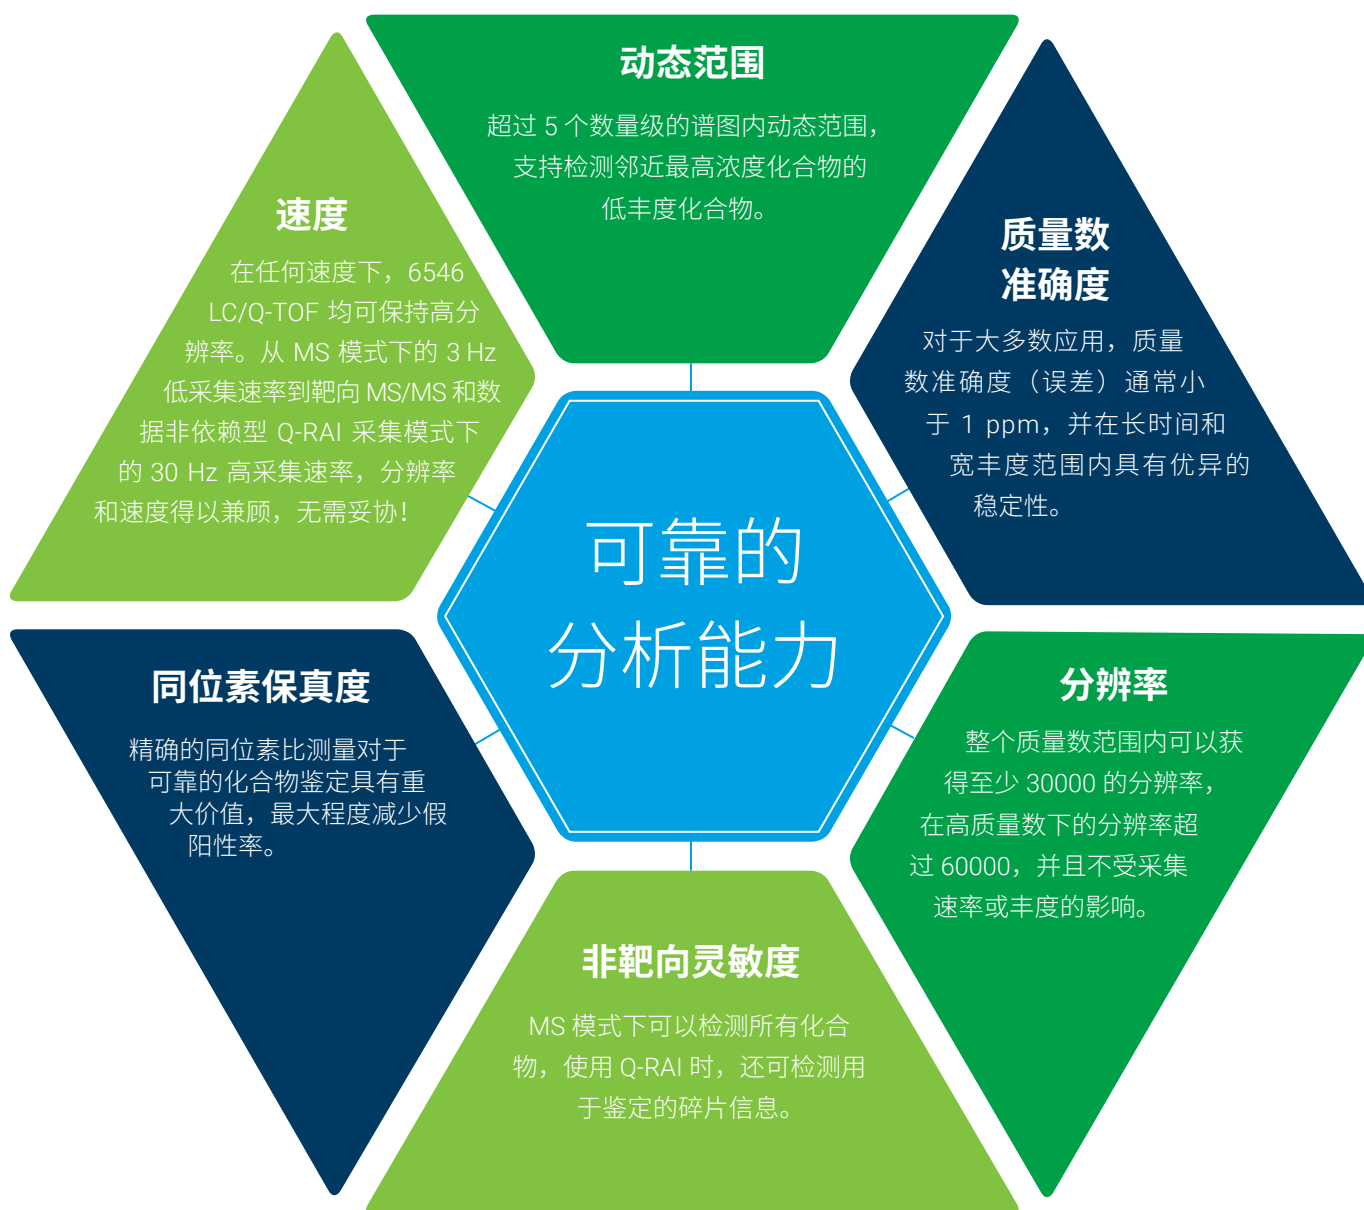 动态范围
超过 5 个数量级的谱图内动态范围，
支持检测邻近最高浓度化合物的
低丰度化合物。
速度
在任何速度下，6546
LC/Q-TOF 均可保持高分
辨率。从 MS 模式下的 3 Hz
低采集速率到靶向 MS/MS 和数
据非依赖型 Q-RAI 采集模式下
的 30 Hz 高采集速率，分辨率
和速度得以兼顾，无需妥协！
质量数
准确度
对于大多数应用，质量
数准确度（误差）通常小
于 1 ppm，并在长时间和
宽丰度范围内具有优异的
稳定性。
可靠的
分析能力
同位素保真度
精确的同位素比测量对于
可靠的化合物鉴定具有重
大价值，最大程度减少假
阳性率。
分辨率
整个质量数范围内可以获
得至少 30000 的分辨率，
在高质量数下的分辨率超
过 60000，并且不受采集
速率或丰度的影响。
非靶向灵敏度
MS 模式下可以检测所有化合
物，使用 Q-RAI 时，还可检测用
于鉴定的碎片信息。